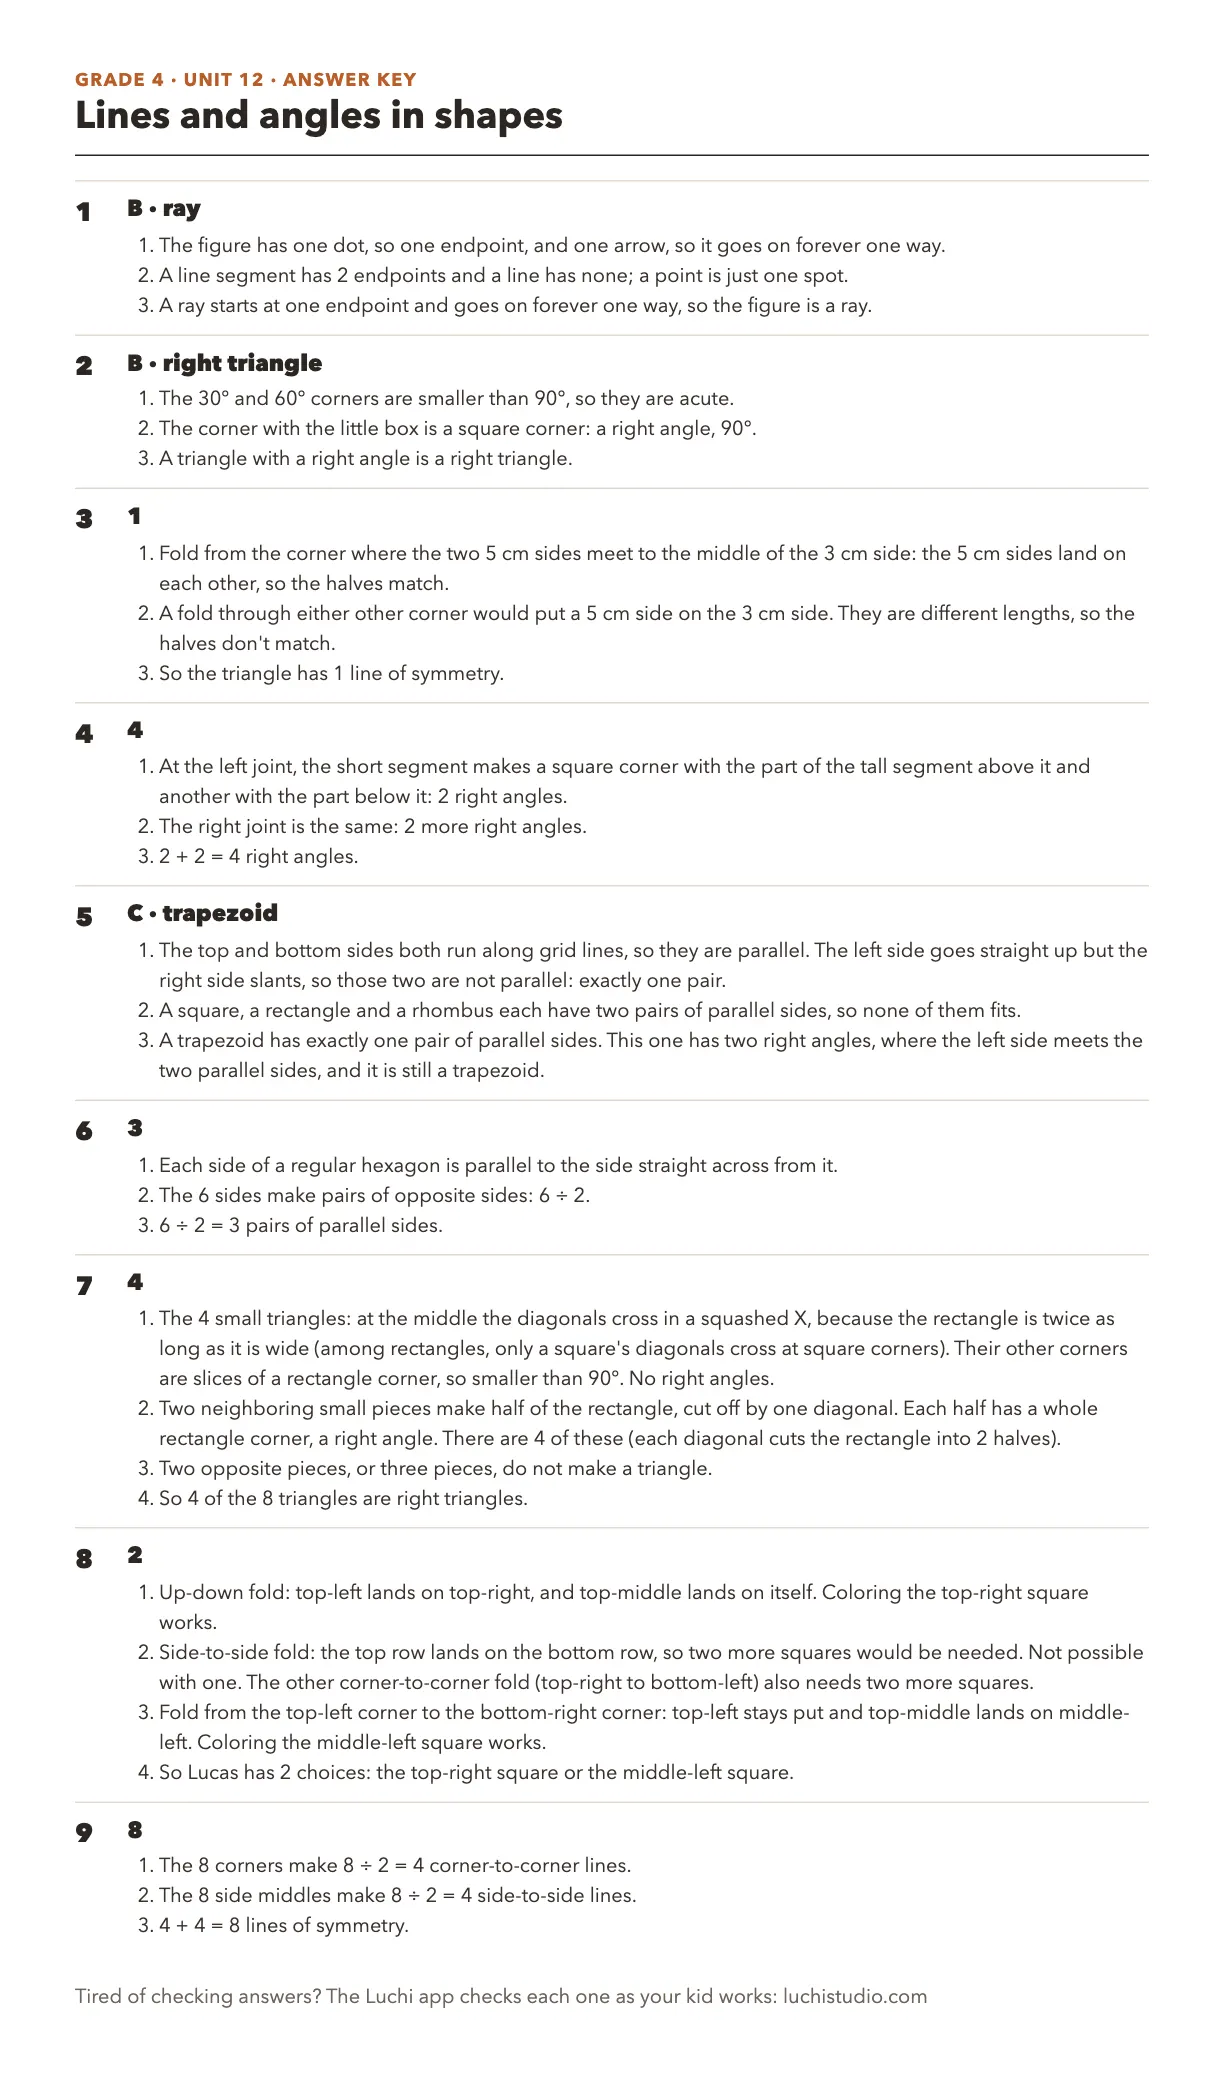 GRADE 4 · UNIT 12 · ANSWER KEY
Lines and angles in shapes
1 B · ray
1. The figure has one dot, so one endpoint, and one arrow, so it goes on forever one way.
2. A line segment has 2 endpoints and a line has none; a point is just one spot.
3. A ray starts at one endpoint and goes on forever one way, so the figure is a ray.
2 B · right triangle
1. The 30° and 60° corners are smaller than 90°, so they are acute.
2. The corner with the little box is a square corner: a right angle, 90°.
3. A triangle with a right angle is a right triangle.
3 1
1. Fold from the corner where the two 5 cm sides meet to the middle of the 3 cm side: the 5 cm sides land on
each other, so the halves match.
2. A fold through either other corner would put a 5 cm side on the 3 cm side. They are different lengths, so the
halves don't match.
3. So the triangle has 1 line of symmetry.
4 4
1. At the left joint, the short segment makes a square corner with the part of the tall segment above it and
another with the part below it: 2 right angles.
2. The right joint is the same: 2 more right angles.
3. 2 + 2 = 4 right angles.
5 C · trapezoid
1. The top and bottom sides both run along grid lines, so they are parallel. The left side goes straight up but the
right side slants, so those two are not parallel: exactly one pair.
2. A square, a rectangle and a rhombus each have two pairs of parallel sides, so none of them fits.
3. A trapezoid has exactly one pair of parallel sides. This one has two right angles, where the left side meets the
two parallel sides, and it is still a trapezoid.
6 3
1. Each side of a regular hexagon is parallel to the side straight across from it.
2. The 6 sides make pairs of opposite sides: 6 ÷ 2.
3. 6 ÷ 2 = 3 pairs of parallel sides.
7 4
1. The 4 small triangles: at the middle the diagonals cross in a squashed X, because the rectangle is twice as
long as it is wide (among rectangles, only a square's diagonals cross at square corners). Their other corners
are slices of a rectangle corner, so smaller than 90°. No right angles.
2. Two neighboring small pieces make half of the rectangle, cut off by one diagonal. Each half has a whole
rectangle corner, a right angle. There are 4 of these (each diagonal cuts the rectangle into 2 halves).
3. Two opposite pieces, or three pieces, do not make a triangle.
4. So 4 of the 8 triangles are right triangles.
8 2
1. Up-down fold: top-left lands on top-right, and top-middle lands on itself. Coloring the top-right square
works.
2. Side-to-side fold: the top row lands on the bottom row, so two more squares would be needed. Not possible
with one. The other corner-to-corner fold (top-right to bottom-left) also needs two more squares.
3. Fold from the top-left corner to the bottom-right corner: top-left stays put and top-middle lands on middle-
left. Coloring the middle-left square works.
4. So Lucas has 2 choices: the top-right square or the middle-left square.
9 8
1. The 8 corners make 8 ÷ 2 = 4 corner-to-corner lines.
2. The 8 side middles make 8 ÷ 2 = 4 side-to-side lines.
3. 4 + 4 = 8 lines of symmetry.
Tired of checking answers? The Luchi app checks each one as your kid works: luchistudio.com